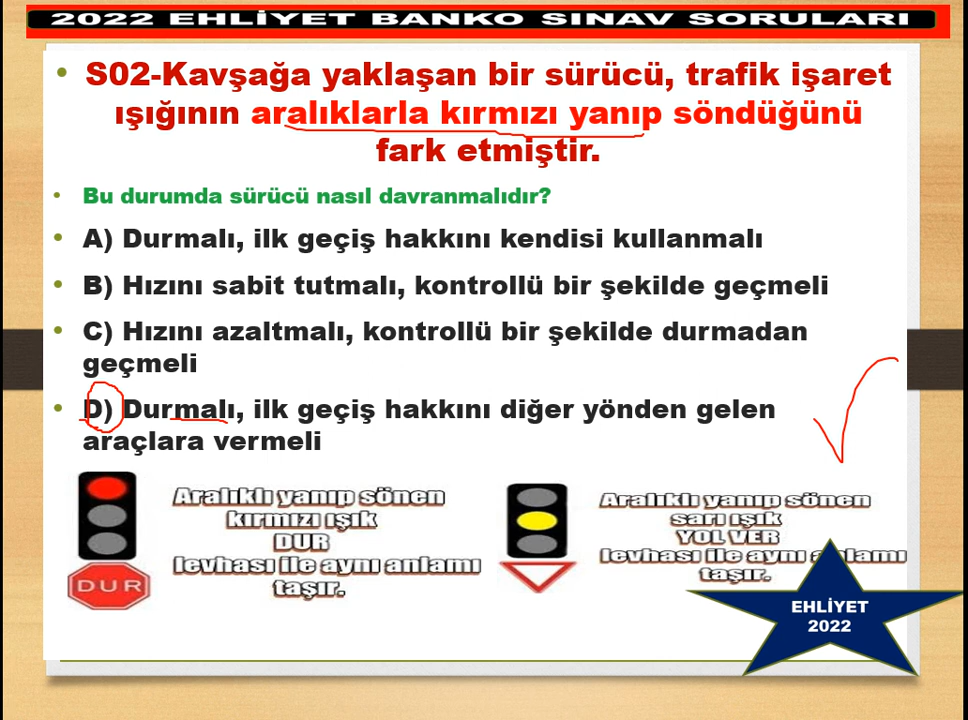 2022 EHLİYET BANKO SINAV SORULARI
• S02-Kavşağa yaklaşan bir sürücü, trafik işaret
ışığının aralıklarla kırmızı yanıp söndüğünü
fark etmiştir.
• Bu durumda sürücü nasıl davranmalıdır?
• A) Durmalı, ilk geçiş hakkını kendisi kullanmalı
• B) Hızını sabit tutmalı, kontrollü bir şekilde geçmeli
• C) Hızını azaltmalı, kontrollü bir şekilde durmadan
geçmeli
• D) Durmalı, ilk geçiş hakkını diğer yönden gelen
araçlara vermeli
Aralıklı yanıp sönen
kırmızı ışık
DUR
levhası ile aynı anlamı
taşır.
DUR
Aralıklı yanıp sönen
sarı ışık
YOL VER
levhası ile aynı anlamı
taşır.
EHLİYET
2022